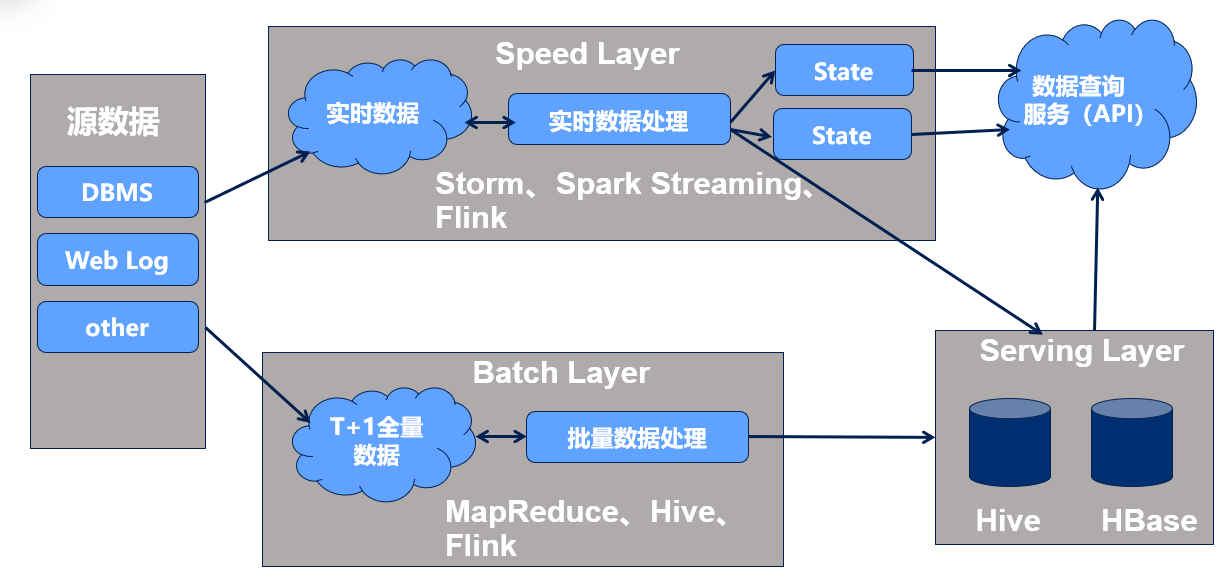 源数据
DBMS
Web Log
other
Speed Layer
实时数据
实时数据处理
State
State
Storm、Spark Streaming、
Flink
数据查询
服务（API）
Batch Layer
T+1全量
数据
批量数据处理
MapReduce、Hive、
Flink
Serving Layer
Hive
HBase